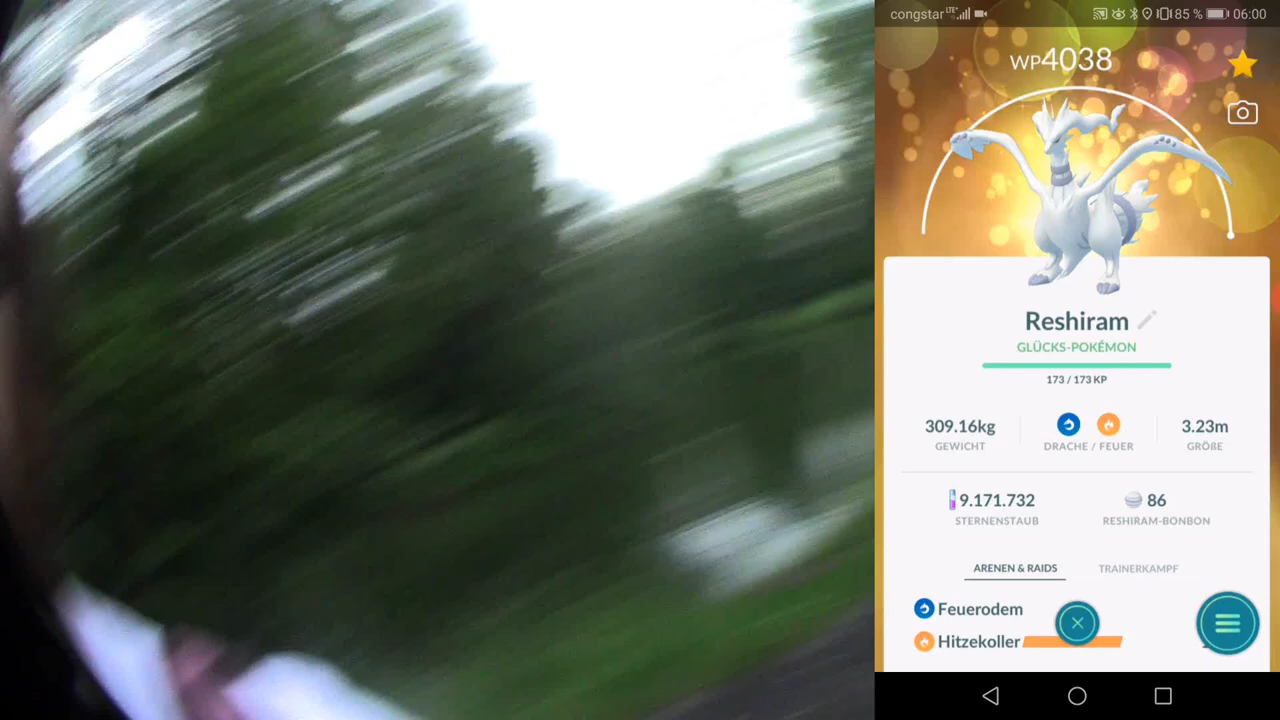 congstar LTE 85 % 06:00
WP4038
Reshiram
GLÜCKS-POKÉMON
173 / 173 KP
309.16kg 3.23m
GEWICHT DRACHE / FEUER GRÖßE
9.171.732 86
STERNENSTAUB RESHIRAM-BONBON
ARENEN & RAIDS TRAINERKAMPF
Feuerodem
Hitzekoller